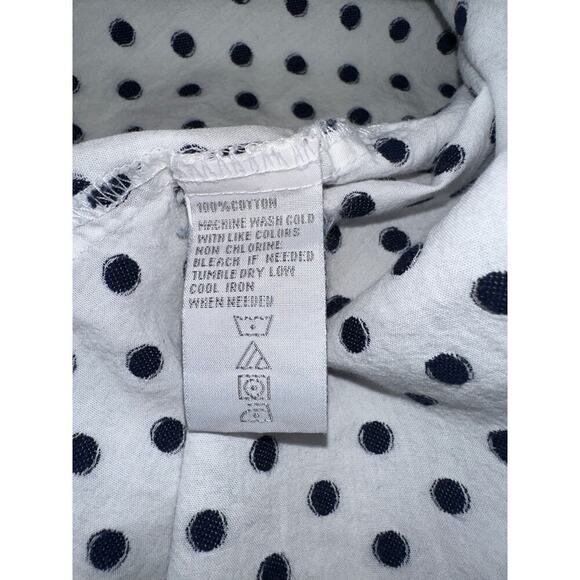 100%COTTON
MACHINE WASH COLD
WITH LIKE COLORS
NON CHLORINE
BLEACH IF NEEDED
TUMBLE DRY LOW
COOL IRON
WHEN NEEDED